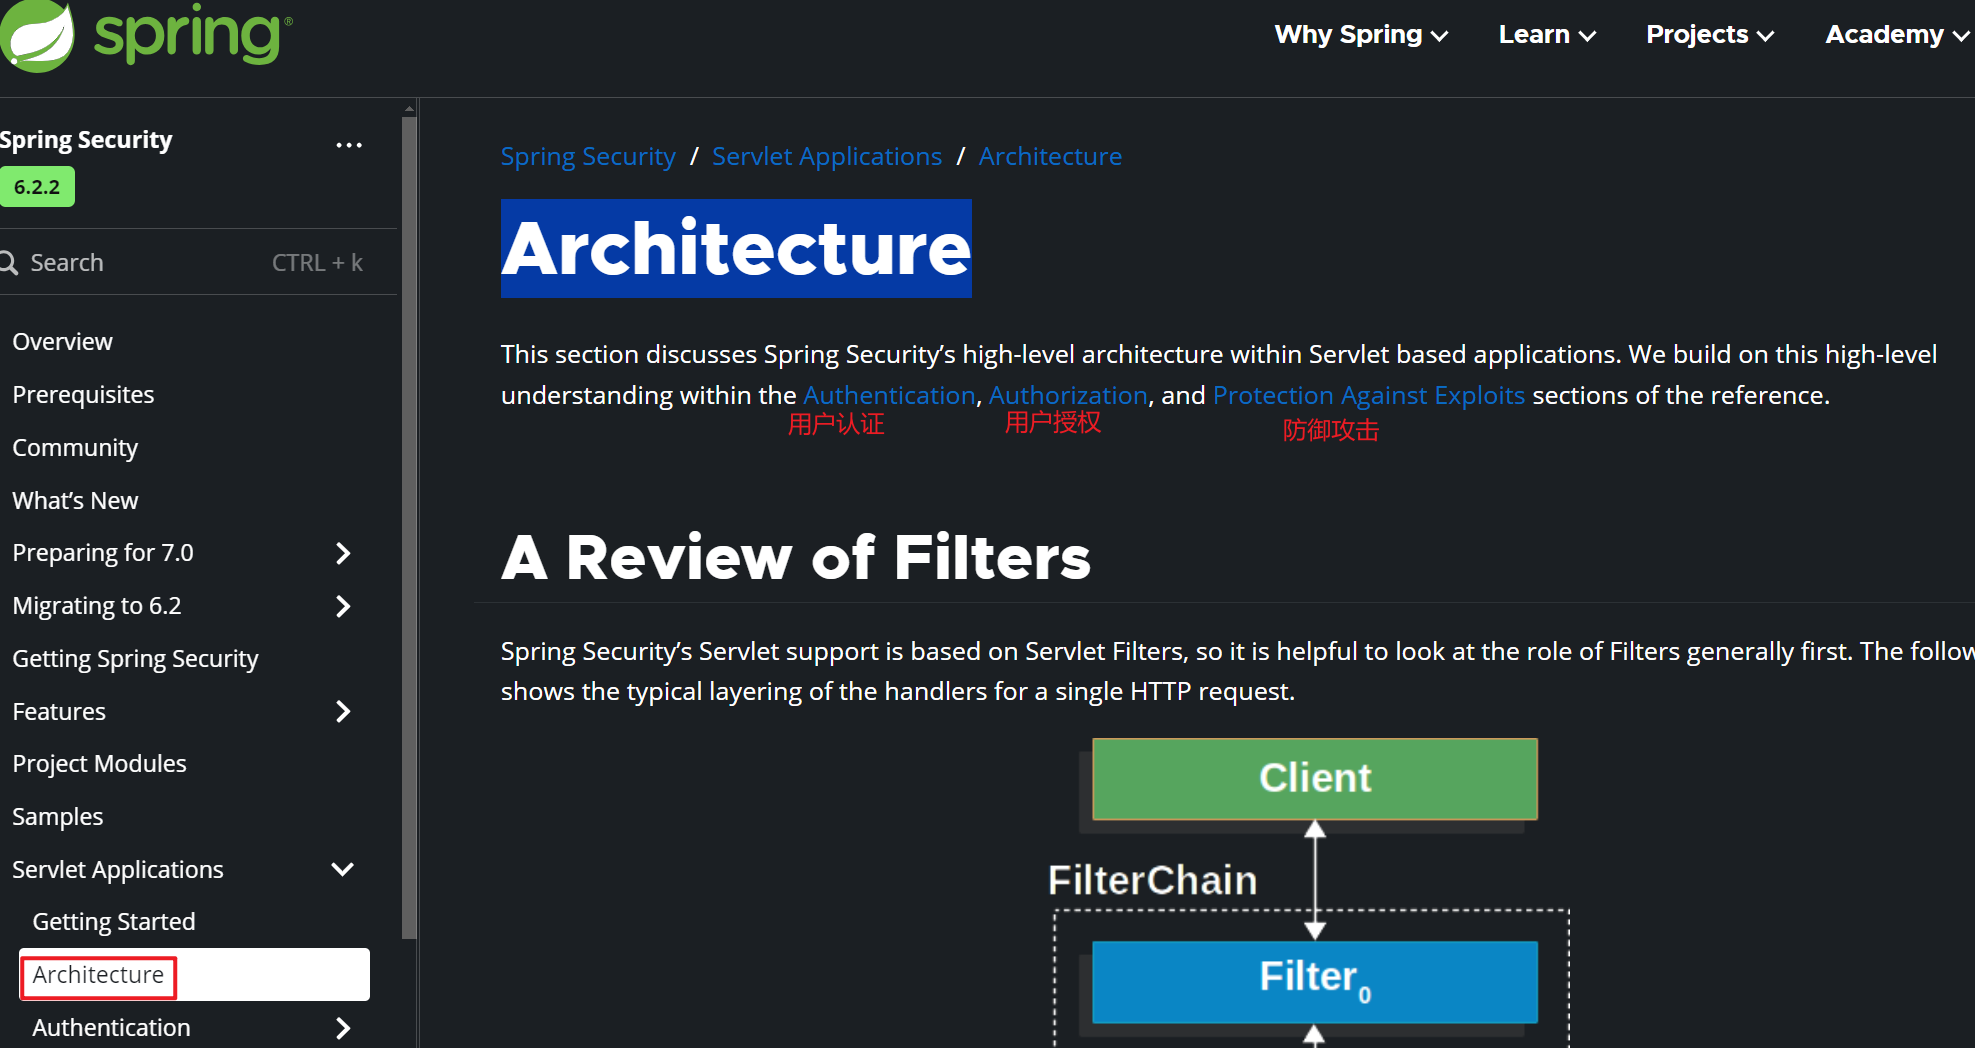 spring®
Why Spring
Learn
Projects
Academy
Spring Security
...
6.2.2
Search
CTRL + k
Overview
Prerequisites
Community
What’s New
Preparing for 7.0
Migrating to 6.2
Getting Spring Security
Features
Project Modules
Samples
Servlet Applications
Getting Started
Architecture
Authentication
Spring Security / Servlet Applications / Architecture
Architecture
This section discusses Spring Security’s high-level architecture within Servlet based applications. We build on this high-level
understanding within the Authentication, Authorization, and Protection Against Exploits sections of the reference.
用户认证 用户授权 防御攻击
A Review of Filters
Spring Security’s Servlet support is based on Servlet Filters, so it is helpful to look at the role of Filters generally first. The follow
shows the typical layering of the handlers for a single HTTP request.
Client
FilterChain
Filter0